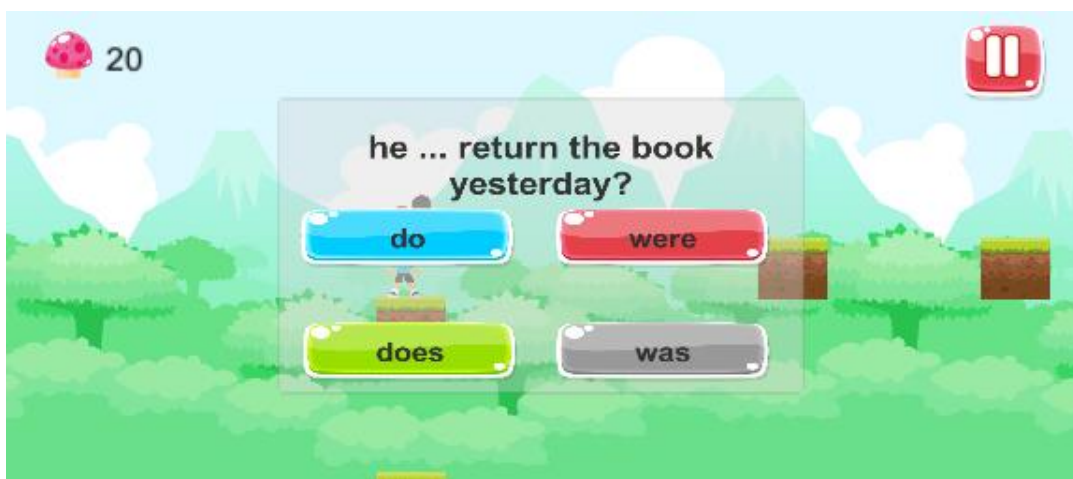 20
he ... return the book
yesterday?
do
were
does
was